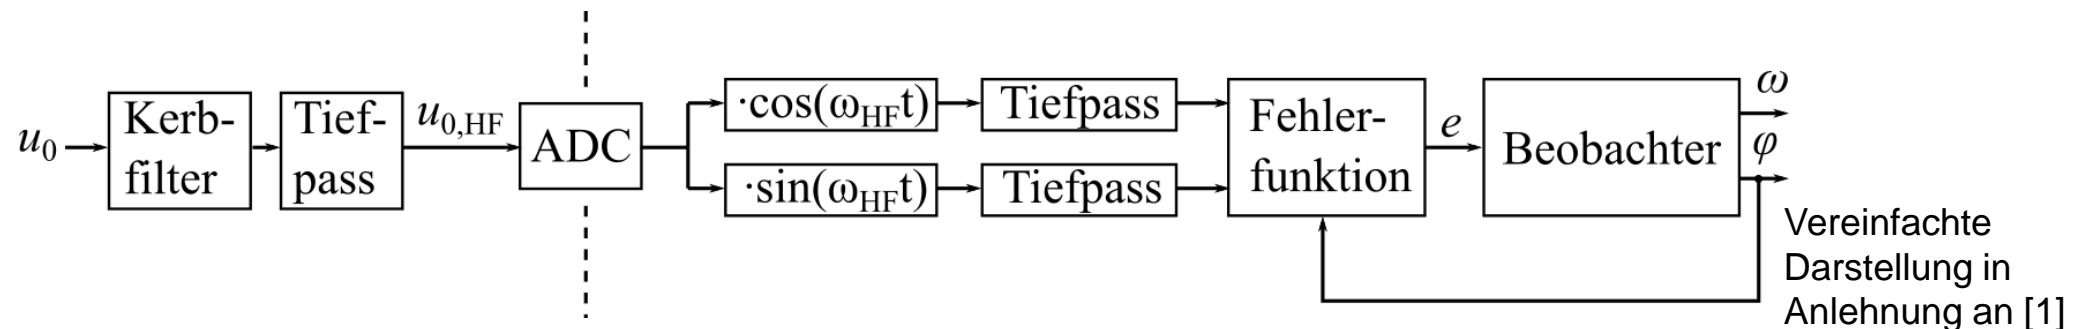 u₀
Kerb-
filter
Tief-
pass
u₀,HF
ADC
·cos(ωHFt)
·sin(ωHFt)
Tiefpass
Tiefpass
Fehler-
funktion
e
Beobachter
ω
φ
Vereinfachte
Darstellung in
Anlehnung an [1]